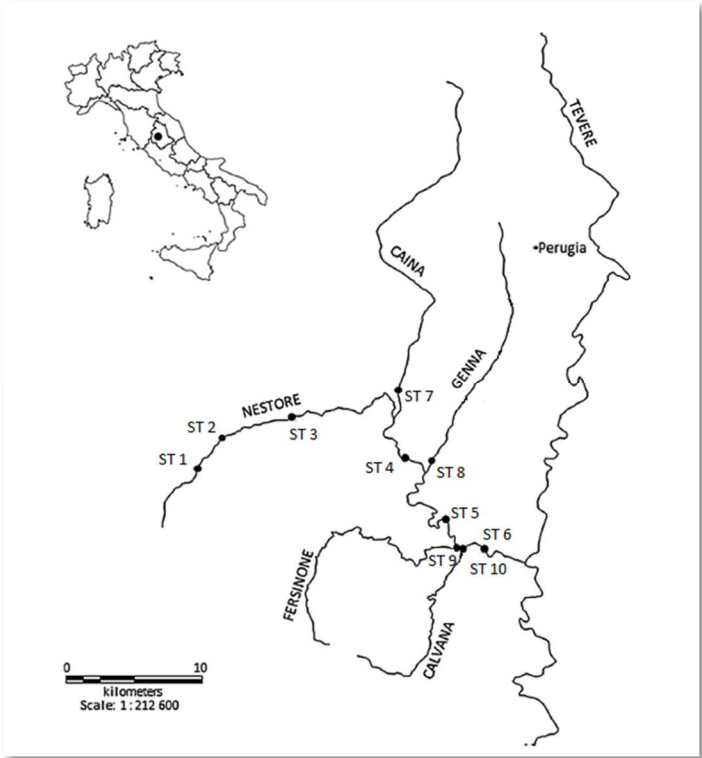 TEVERE
Perugia
CAINA
GENNA
ST 7
NESTORE
ST 2
ST 3
ST 1
ST 4
ST 8
ST 5
ST 6
ST 9
ST 10
FERSINONE
CALVANA
0 10
kilometers
Scale: 1:212 600